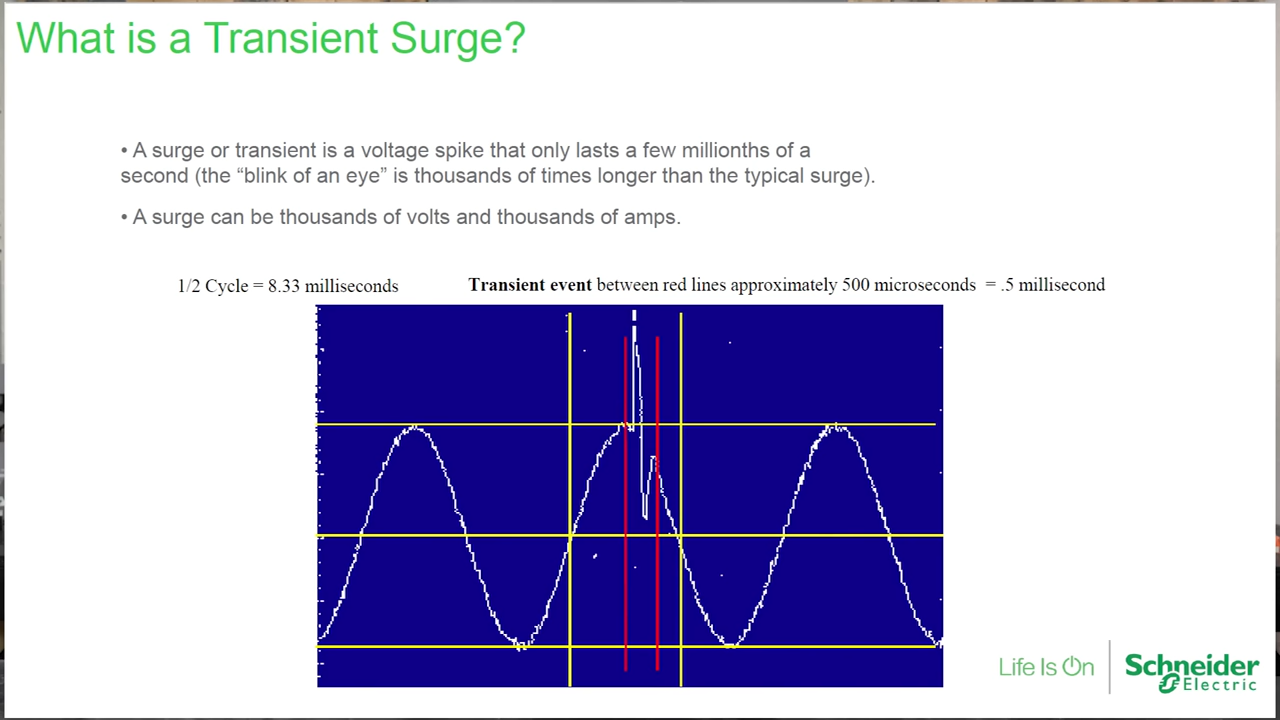 What is a Transient Surge?
• A surge or transient is a voltage spike that only lasts a few millionths of a
second (the “blink of an eye” is thousands of times longer than the typical surge).
• A surge can be thousands of volts and thousands of amps.
1/2 Cycle = 8.33 milliseconds
Transient event between red lines approximately 500 microseconds = .5 millisecond
Life Is On
Schneider
Electric